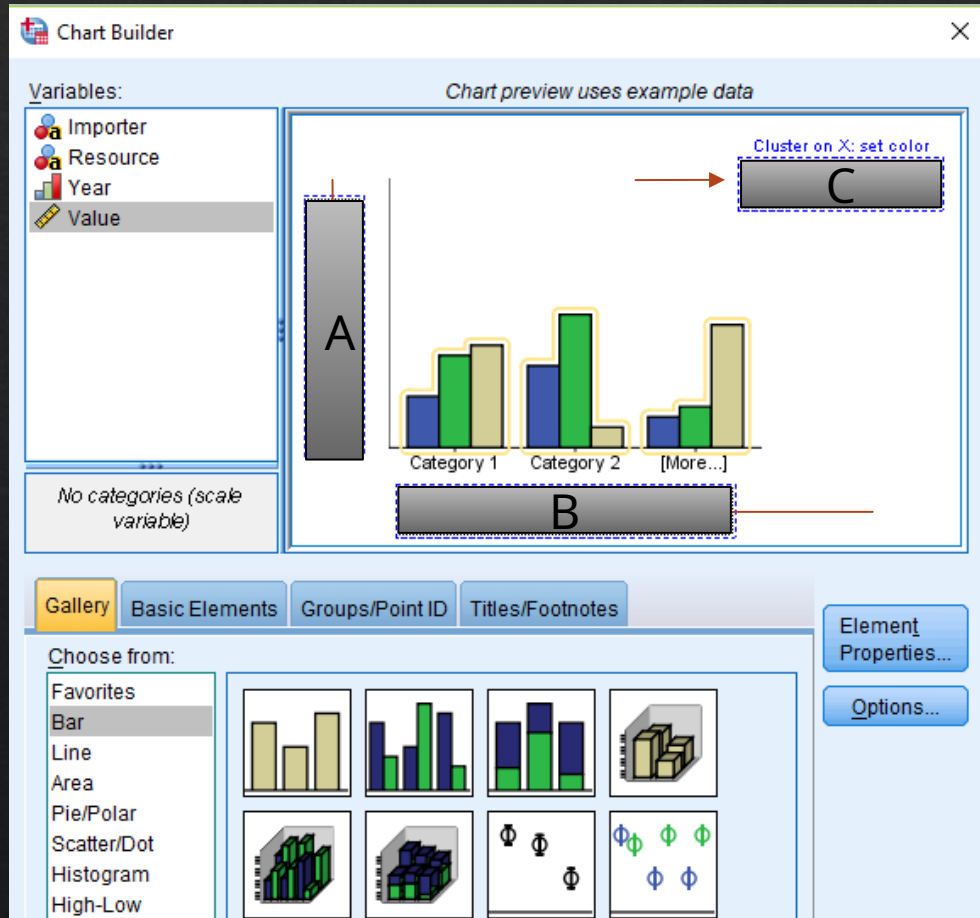 Chart Builder
Variables:
Chart preview uses example data
Importer
Resource
Year
Value
Cluster on X: set color
C
A
Category 1 Category 2 [More...]
B
No categories (scale
variable)
Gallery Basic Elements Groups/Point ID Titles/Footnotes
Element
Properties...
Options...
Choose from:
Favorites
Bar
Line
Area
Pie/Polar
Scatter/Dot
Histogram
High-Low